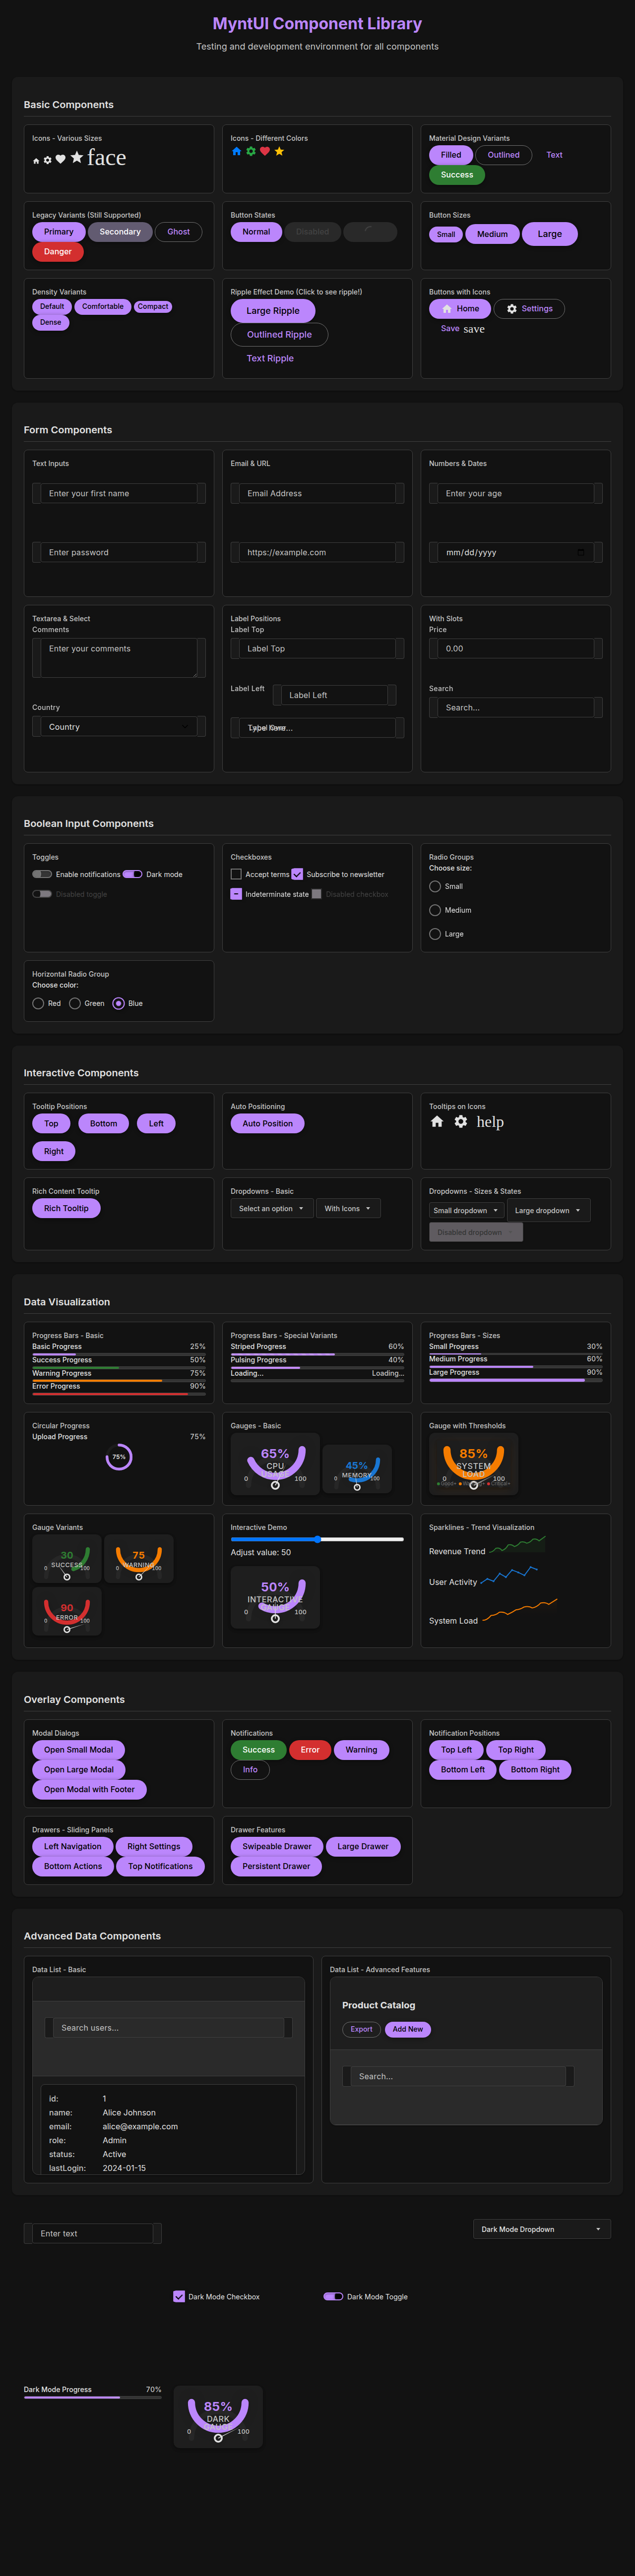 MyntUI Component Library
Testing and development environment for all components
Basic Components
Icons - Various Sizes
face
Icons - Different Colors
Material Design Variants
Filled
Outlined
Text
Success
Legacy Variants (Still Supported)
Primary
Secondary
Ghost
Danger
Button States
Normal
Disabled
Button Sizes
Small
Medium
Large
Density Variants
Default
Comfortable
Compact
Dense
Ripple Effect Demo (Click to see ripple!)
Large Ripple
Outlined Ripple
Text Ripple
Buttons with Icons
Home
Settings
Save save
Form Components
Text Inputs
Enter your first name
Enter password
Email & URL
Email Address
https://example.com
Numbers & Dates
Enter your age
mm/dd/yyyy
Textarea & Select
Comments
Enter your comments
Country
Country
Label Positions
Label Top
Label Top
Label Left
Label Left
Type here...
With Slots
Price
0.00
Search
Search...
Boolean Input Components
Toggles
Enable notifications
Dark mode
Disabled toggle
Checkboxes
Accept terms
Subscribe to newsletter
Indeterminate state
Disabled checkbox
Radio Groups
Choose size:
Small
Medium
Large
Horizontal Radio Group
Choose color:
Red
Green
Blue
Interactive Components
Tooltip Positions
Top
Bottom
Left
Right
Auto Positioning
Auto Position
Tooltips on Icons
help
Rich Content Tooltip
Rich Tooltip
Dropdowns - Basic
Select an option
With Icons
Dropdowns - Sizes & States
Small dropdown
Large dropdown
Disabled dropdown
Data Visualization
Progress Bars - Basic
Basic Progress 25%
Success Progress 50%
Warning Progress 75%
Error Progress 90%
Progress Bars - Special Variants
Striped Progress 60%
Pulsing Progress 40%
Loading... Loading...
Progress Bars - Sizes
Small Progress 30%
Medium Progress 60%
Large Progress 90%
Circular Progress
Upload Progress 75%
75%
Gauges - Basic
65%
CPU
USAGE
0 100
45%
MEMORY
0 100
Gauge with Thresholds
85%
SYSTEM
LOAD
0 100
Gauge Variants
30
SUCCESS
0 100
75
WARNING
0 100
90
ERROR
0 100
Interactive Demo
Adjust value: 50
50%
INTERACTIVE
GAUGE
0 100
Sparklines - Trend Visualization
Revenue Trend
User Activity
System Load
Overlay Components
Modal Dialogs
Open Small Modal
Open Large Modal
Open Modal with Footer
Notifications
Success
Error
Warning
Info
Notification Positions
Top Left
Top Right
Bottom Left
Bottom Right
Drawers - Sliding Panels
Left Navigation
Right Settings
Bottom Actions
Top Notifications
Drawer Features
Swipeable Drawer
Large Drawer
Persistent Drawer
Advanced Data Components
Data List - Basic
Search users...
id: 1
name: Alice Johnson
email: alice@example.com
role: Admin
status: Active
lastLogin: 2024-01-15
Data List - Advanced Features
Product Catalog
Export
Add New
Search...
Enter text
Dark Mode Dropdown
Dark Mode Checkbox
Dark Mode Toggle
Dark Mode Progress 70%
85%
DARK
GAUGE
0 100